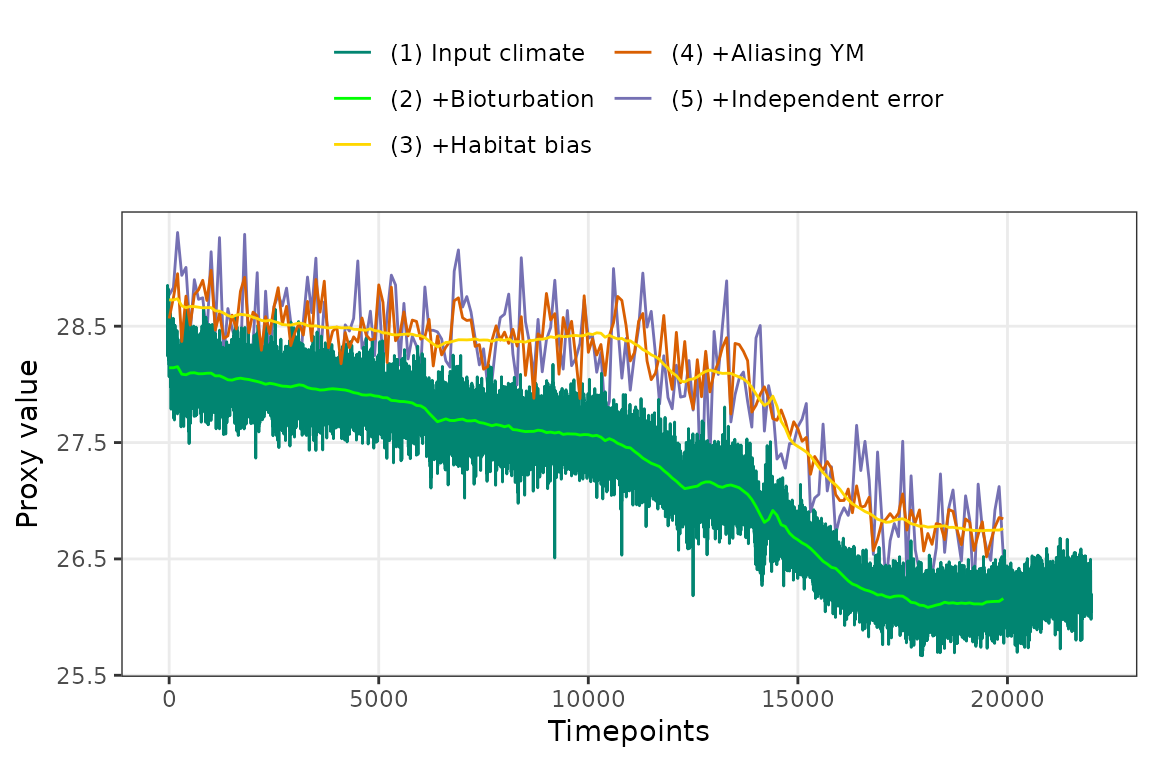 (1) Input climate (4) +Aliasing YM
(2) +Bioturbation (5) +Independent error
(3) +Habitat bias
Proxy value
28.5
27.5
26.5
25.5
0 5000 10000 15000 20000
Timepoints